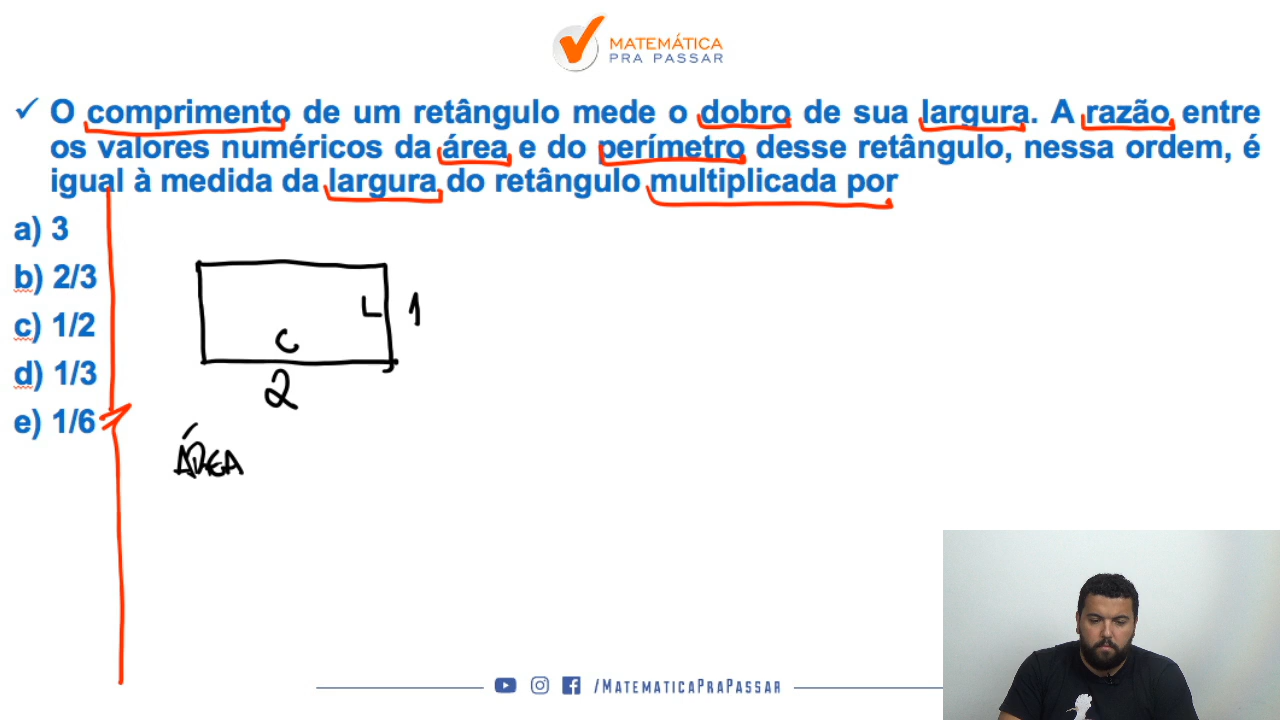 MATEMÁTICA
PRA PASSAR
✓ O comprimento de um retângulo mede o dobro de sua largura. A razão entre
os valores numéricos da área e do perímetro desse retângulo, nessa ordem, é
igual à medida da largura do retângulo multiplicada por
a) 3
b) 2/3
c) 1/2
d) 1/3
e) 1/6
L 1
C
2
ÁREA
/MATEMATICAPRAPASSAR